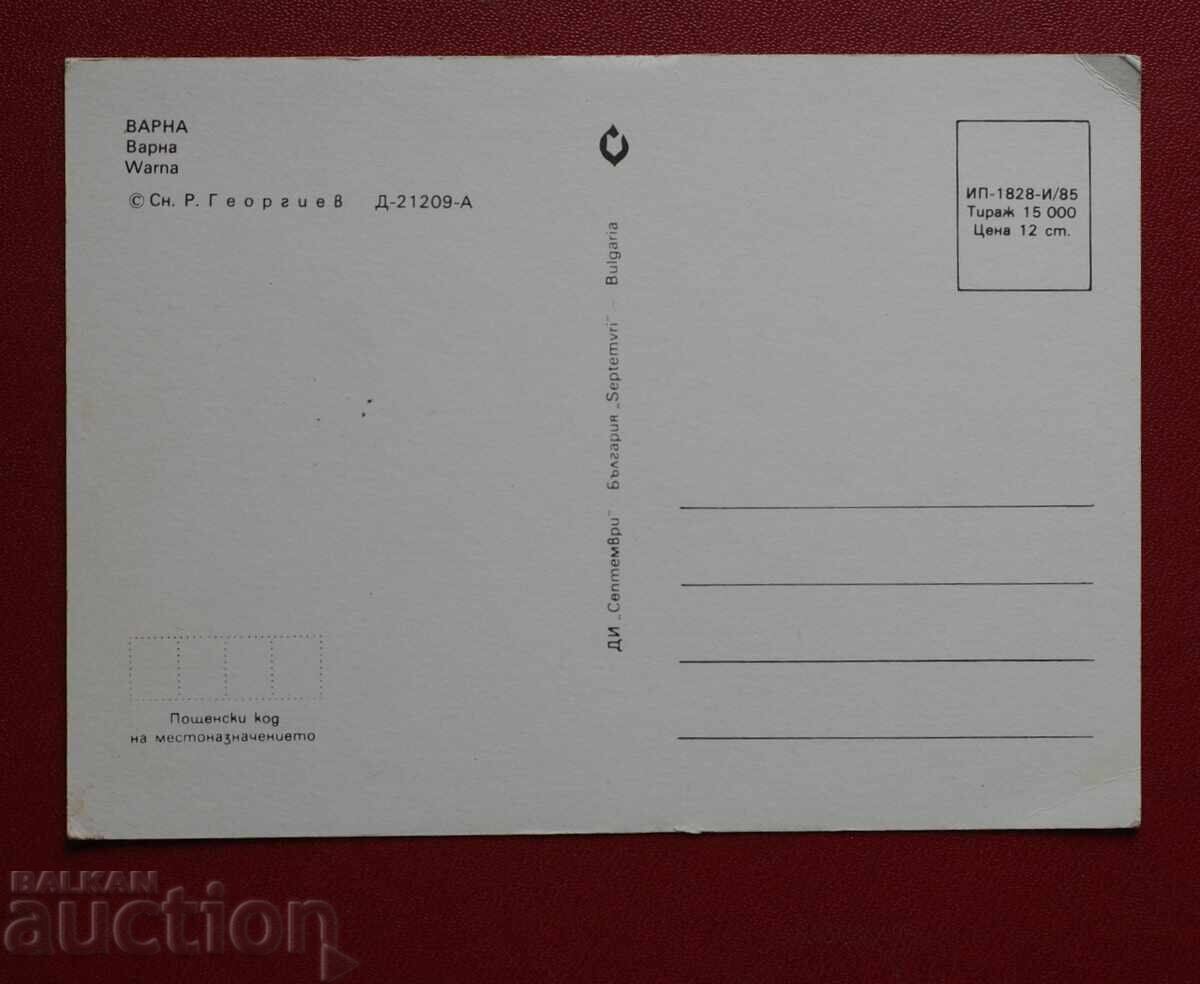 ВАРНА
Варна
Warna
© Сн. Р. Георгиев Д-21209-А
ДИ „Септември" България „Septemvri" – Bulgaria
ИП-1828-И/85
Тираж 15 000
Цена 12 ст.
Пощенски код
на местоназначението
BALKAN
auction